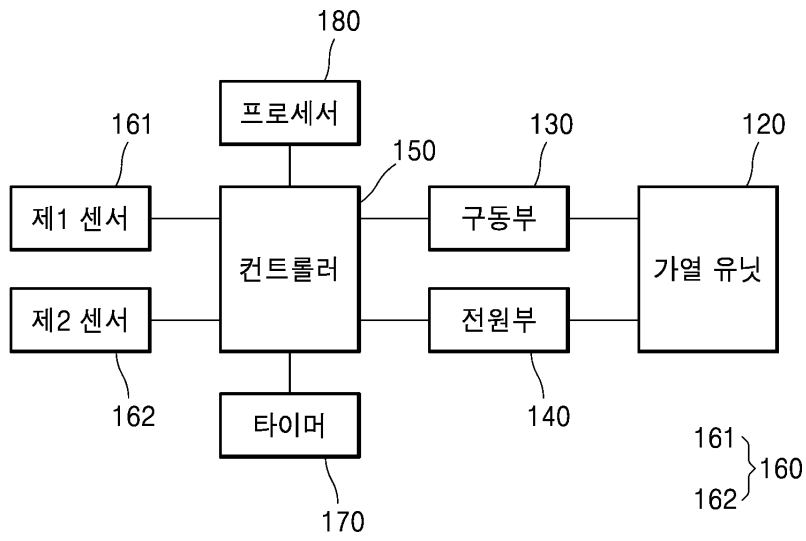 180
프로세서
161
150
130
120
제1 센서
컨트롤러
구동부
가열 유닛
제2 센서
전원부
162
타이머
140
170
161
162
160